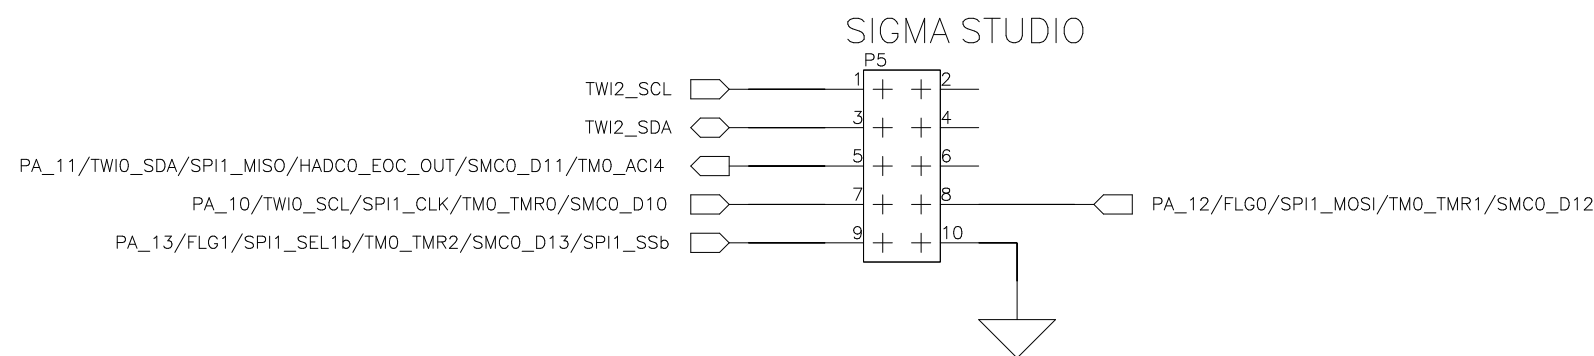 SIGMA STUDIO
P5
TWI2_SCL 1 2
TWI2_SDA 3 4
PA_11/TWI0_SDA/SPI1_MISO/HADC0_EOC_OUT/SMC0_D11/TM0_ACI4 5 6
PA_10/TWI0_SCL/SPI1_CLK/TM0_TMR0/SMC0_D10 7 8 PA_12/FLG0/SPI1_MOSI/TM0_TMR1/SMC0_D12
PA_13/FLG1/SPI1_SEL1b/TM0_TMR2/SMC0_D13/SPI1_SSb 9 10